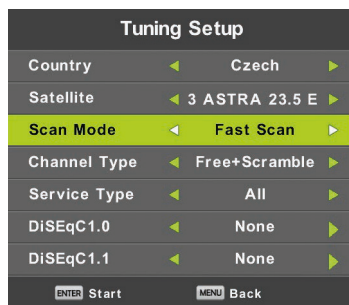 Tuning Setup
Country Czech
Satellite 3 ASTRA 23.5 E
Scan Mode Fast Scan
Channel Type Free+Scramble
Service Type All
DiSEqC1.0 None
DiSEqC1.1 None
ENTER Start MENU Back